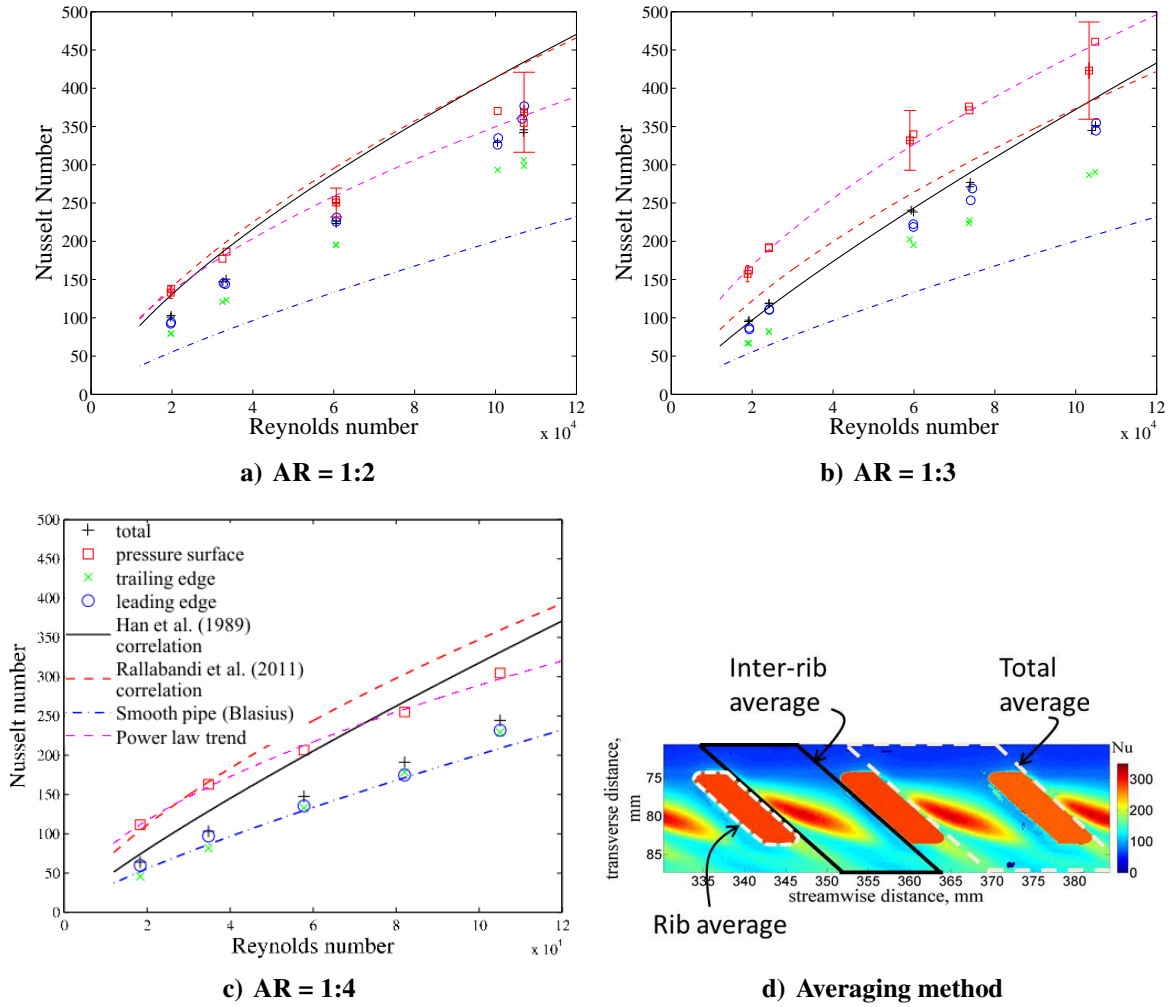 500
450
400
350
300
250
200
150
100
50
0
Nusselt Number
0 2 4 6 8 10 12
x 10⁴
Reynolds number
a) AR = 1:2
500
450
400
350
300
250
200
150
100
50
0
Nusselt Number
0 2 4 6 8 10 12
x 10⁴
Reynolds number
b) AR = 1:3
500
450
400
350
300
250
200
150
100
50
0
Nusselt number
total
pressure surface
trailing edge
leading edge
Han et al. (1989)
correlation
Rallabandi et al. (2011)
correlation
Smooth pipe (Blasius)
Power law trend
0 2 4 6 8 10 12
x 10⁴
Reynolds number
c) AR = 1:4
Inter-rib
average
Total
average
Nu
300
200
100
0
transverse distance,
mm
75
80
85
335 340 345 350 355 360 365 370 375 380
streamwise distance, mm
Rib average
d) Averaging method